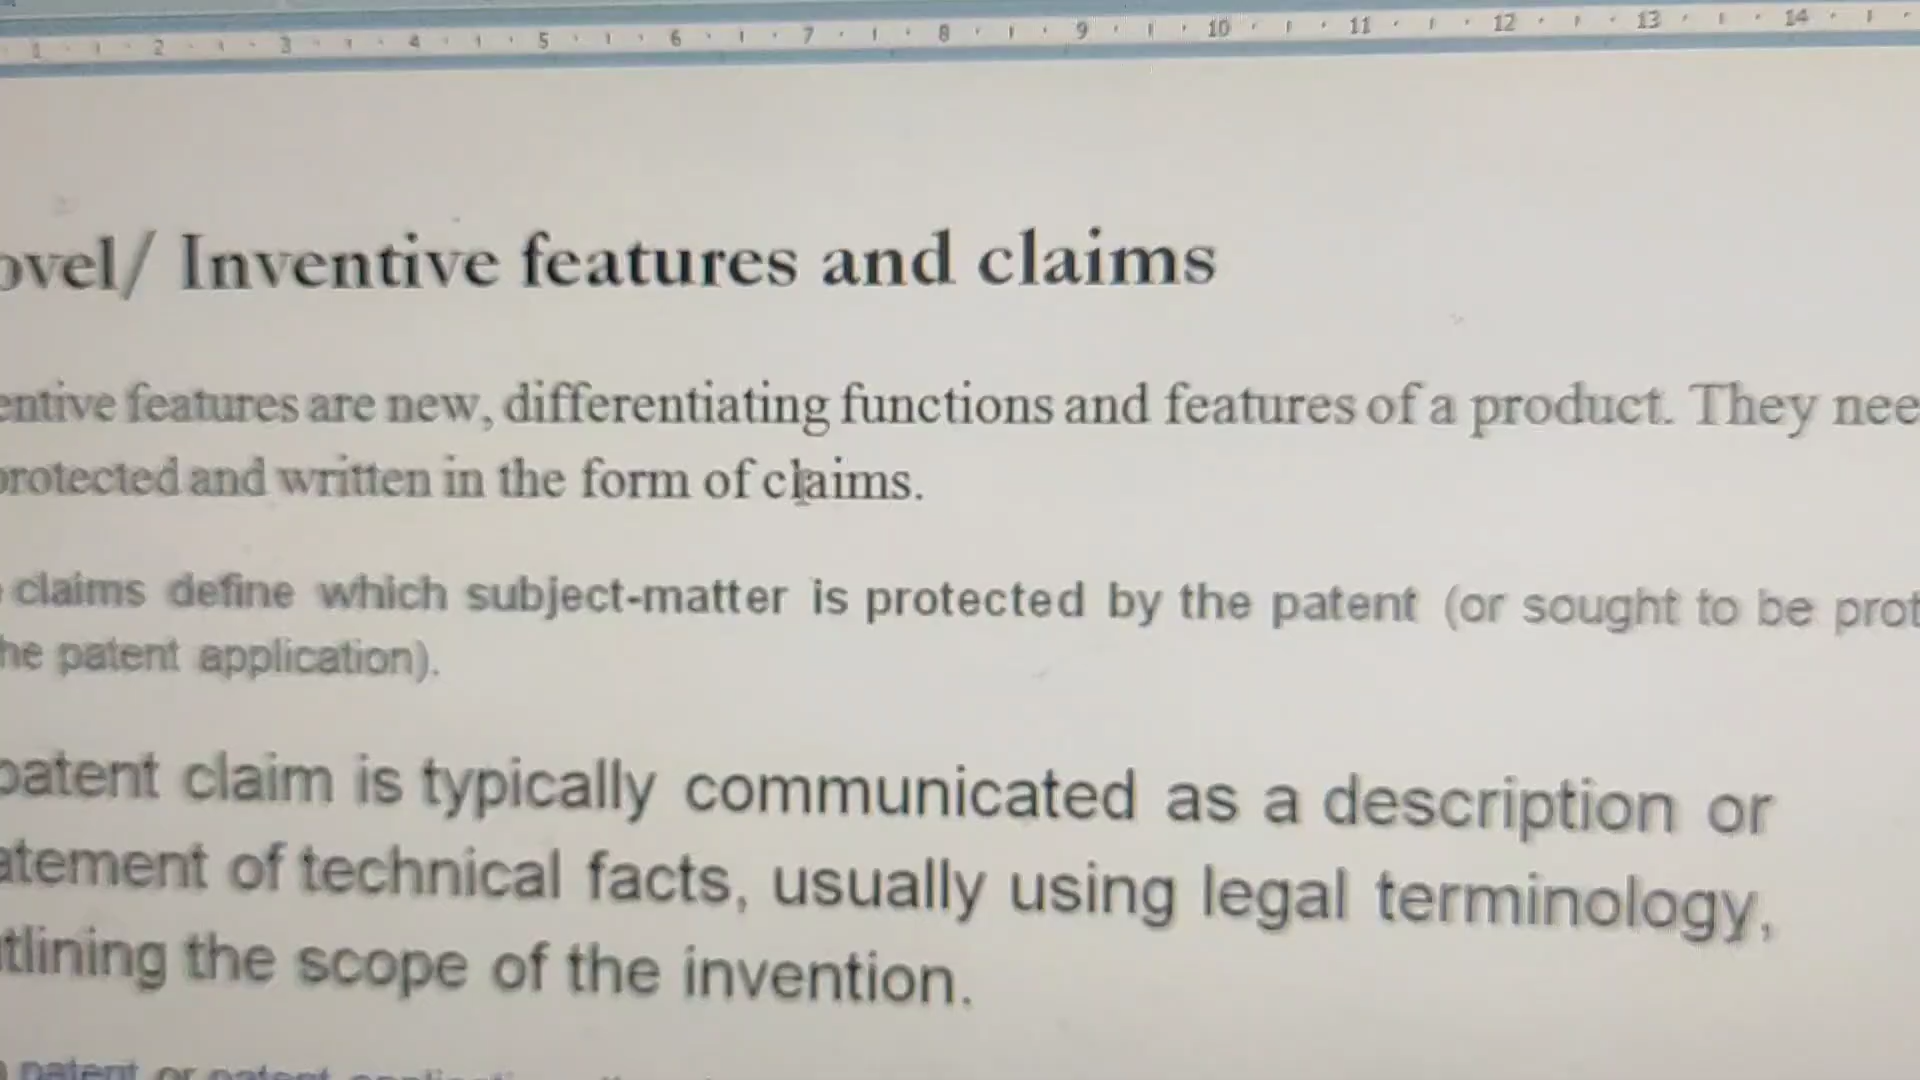 1 2 3 4 5 6 7 8 9 10 11 12 13 14
ovel/ Inventive features and claims
entive features are new, differentiating functions and features of a product. They nee
protected and written in the form of claims.
claims define which subject-matter is protected by the patent (or sought to be prot
he patent application).
patent claim is typically communicated as a description or
atement of technical facts, usually using legal terminology,
tlining the scope of the invention.
patent or patent